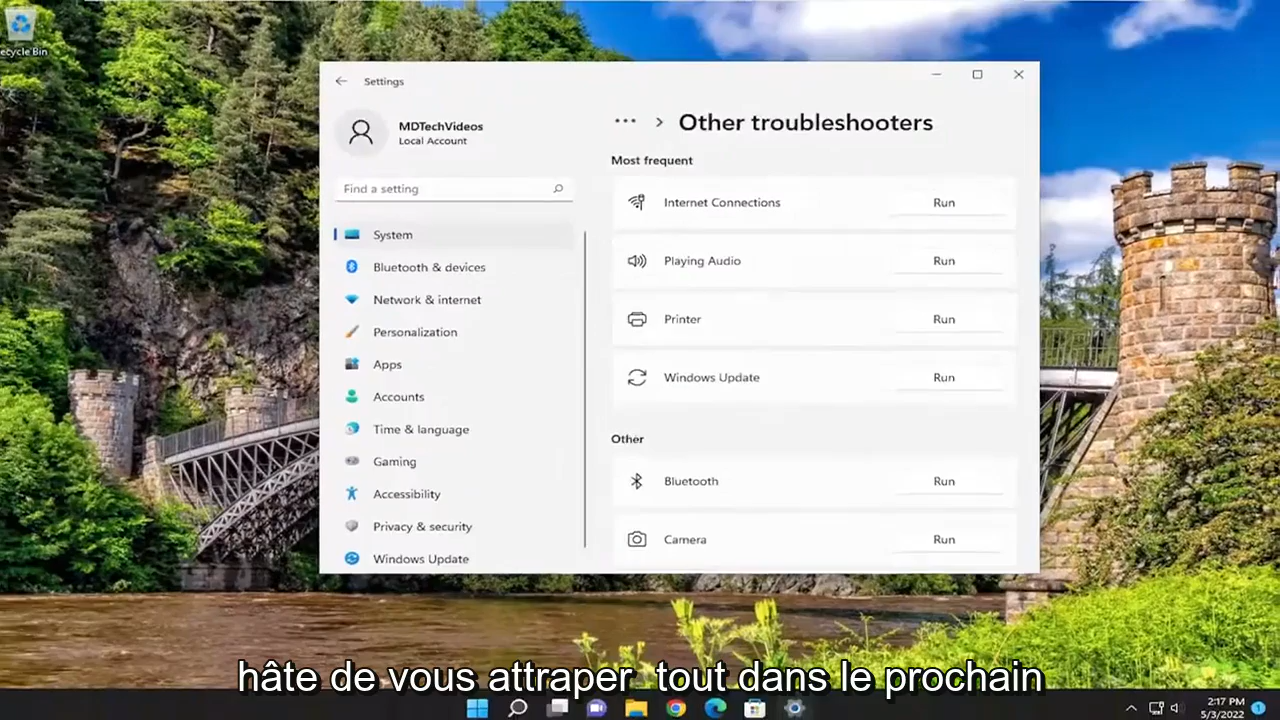 ecycle Bin
Settings
MDTechVideos
Local Account
Find a setting
System
Bluetooth & devices
Network & internet
Personalization
Apps
Accounts
Time & language
Gaming
Accessibility
Privacy & security
Windows Update
... > Other troubleshooters
Most frequent
Internet Connections Run
Playing Audio Run
Printer Run
Windows Update Run
Other
Bluetooth Run
Camera Run
hâte de vous attraper tout dans le prochain
2:17 PM
5/3/2022
1